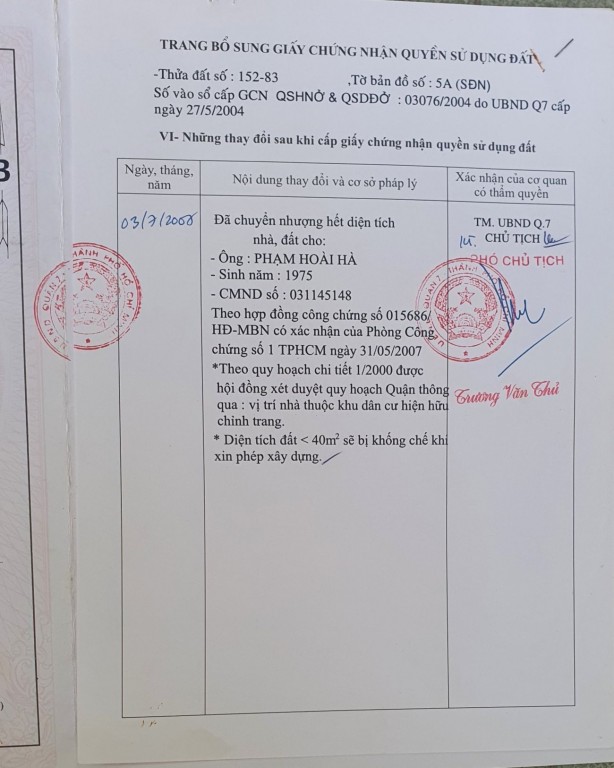 TRANG BỔ SUNG GIẤY CHỨNG NHẬN QUYỀN SỬ DỤNG ĐẤT
-Thửa đất số : 152-83 ,Tờ bản đồ số : 5A (SĐN)
Số vào sổ cấp GCN QSHNỞ & QSDĐỞ : 03076/2004 do UBND Q7 cấp
ngày 27/5/2004
VI- Những thay đổi sau khi cấp giấy chứng nhận quyền sử dụng đất
Ngày, tháng,
năm
Nội dung thay đổi và cơ sở pháp lý
Xác nhận của cơ quan
có thẩm quyền
03/7/2008
Đã chuyển nhượng hết diện tích
nhà, đất cho:
- Ông : PHẠM HOÀI HÀ
- Sinh năm : 1975
- CMND số : 031145148
Theo hợp đồng công chứng số 015686/
HĐ-MBN có xác nhận của Phòng Công
chứng số 1 TPHCM ngày 31/05/2007
*Theo quy hoạch chi tiết 1/2000 được
hội đồng xét duyệt quy hoạch Quận thông
qua : vị trí nhà thuộc khu dân cư hiện hữu
chỉnh trang.
* Diện tích đất < 40m² sẽ bị khống chế khi
xin phép xây dựng.
TM. UBND Q.7
KT. CHỦ TỊCH
PHÓ CHỦ TỊCH
Trương Văn Thủ